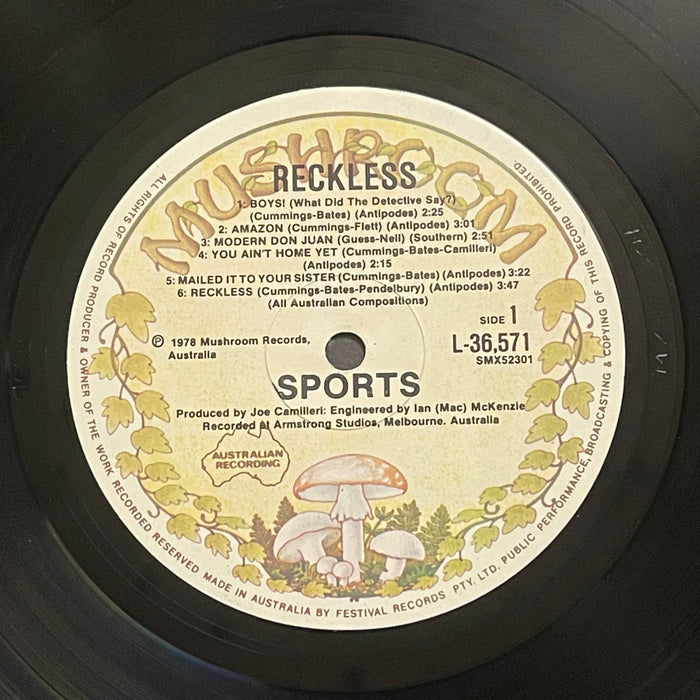 MUSHROOM
RECKLESS
1: BOYS! (What Did The Detective Say?)
(Cummings-Bates) (Antipodes) 2:25
2: AMAZON (Cummings-Flett) (Antipodes) 3:01
3: MODERN DON JUAN (Guess-Nell) (Southern) 2:51
4: YOU AIN'T HOME YET (Cummings-Bates-Camilleri)
(Antipodes) 2:15
5: MAILED IT TO YOUR SISTER (Cummings-Bates) (Antipodes) 3:22
6: RECKLESS (Cummings-Bates-Pendelbury) (Antipodes) 3:47
(All Australian Compositions)
SIDE 1
L-36,571
SMX52301
Ⓟ 1978 Mushroom Records,
Australia
SPORTS
Produced by Joe Camilleri: Engineered by Ian (Mac) McKenzie
Recorded at Armstrong Studios, Melbourne. Australia
AUSTRALIAN
RECORDING
ALL RIGHTS OF RECORD PRODUCER & OWNER OF THE WORK RECORDED RESERVED MADE IN AUSTRALIA BY FESTIVAL RECORDS PTY. LTD. PUBLIC PERFORMANCE, BROADCASTING & COPYING OF THIS RECORD PROHIBITED.